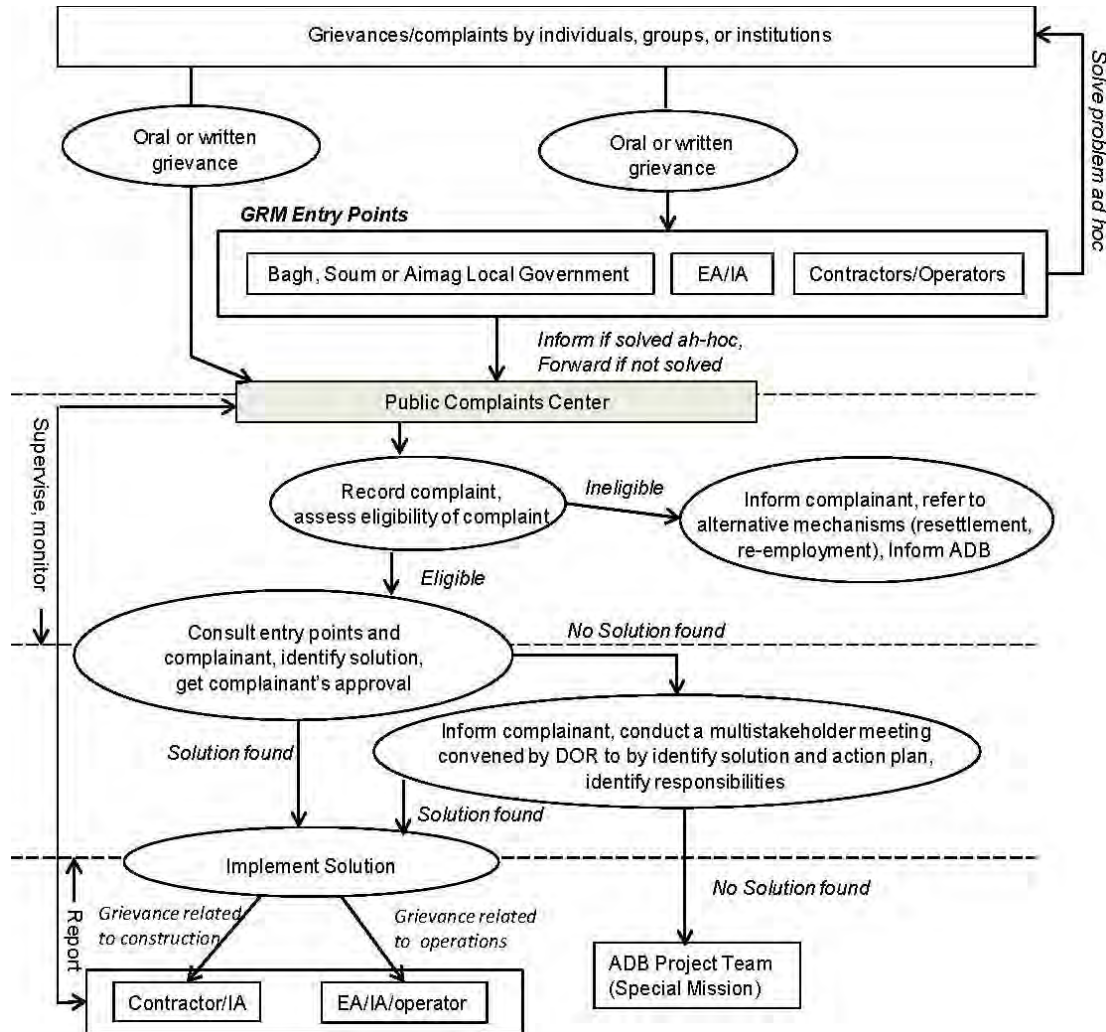 Grievances/complaints by individuals, groups, or institutions
Solve problem ad hoc
Oral or written
grievance
Oral or written
grievance
GRM Entry Points
Bagh, Soum or Aimag Local Government
EA/IA
Contractors/Operators
Inform if solved ah-hoc,
Forward if not solved
Public Complaints Center
Supervise, monitor
Record complaint,
assess eligibility of complaint
Ineligible
Inform complainant, refer to
alternative mechanisms (resettlement,
re-employment), Inform ADB
Eligible
Consult entry points and
complainant, identify solution,
get complainant's approval
No Solution found
Inform complainant, conduct a multistakeholder meeting
convened by DOR to by identify solution and action plan,
identify responsibilities
Solution found
Solution found
Implement Solution
No Solution found
Report
Grievance related
to construction
Grievance related
to operations
Contractor/IA
EA/IA/operator
ADB Project Team
(Special Mission)